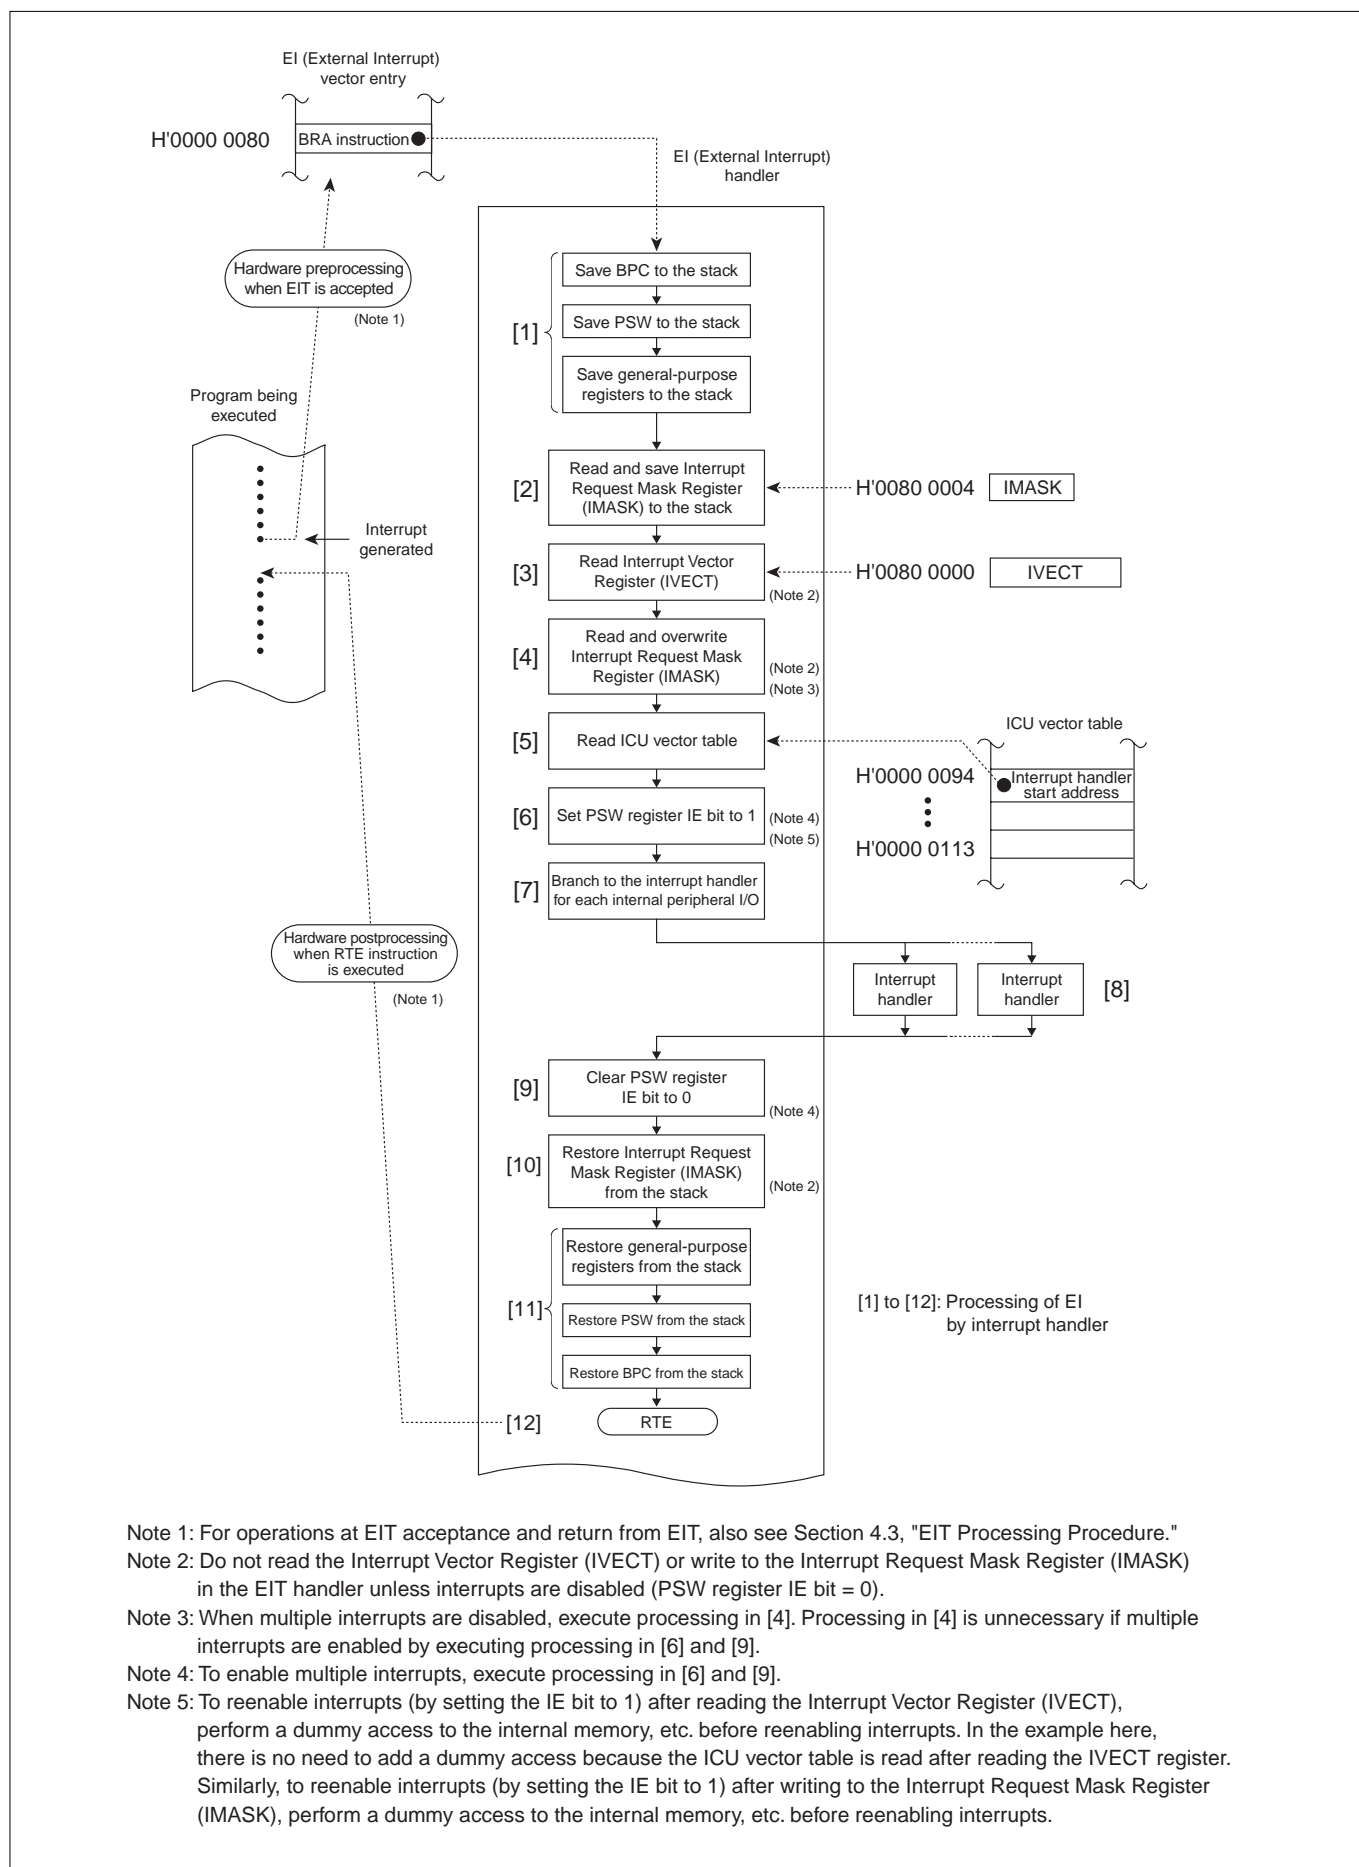 EI (External Interrupt)
vector entry
H'0000 0080
BRA instruction
EI (External Interrupt)
handler
Hardware preprocessing
when EIT is accepted
(Note 1)
Program being
executed
Interrupt
generated
[1]
Save BPC to the stack
Save PSW to the stack
Save general-purpose
registers to the stack
[2]
Read and save Interrupt
Request Mask Register
(IMASK) to the stack
H'0080 0004
IMASK
[3]
Read Interrupt Vector
Register (IVECT)
(Note 2)
H'0080 0000
IVECT
[4]
Read and overwrite
Interrupt Request Mask
Register (IMASK)
(Note 2)
(Note 3)
[5]
Read ICU vector table
ICU vector table
H'0000 0094
Interrupt handler
start address
H'0000 0113
[6]
Set PSW register IE bit to 1
(Note 4)
(Note 5)
[7]
Branch to the interrupt handler
for each internal peripheral I/O
Hardware postprocessing
when RTE instruction
is executed
(Note 1)
Interrupt
handler
Interrupt
handler
[8]
[9]
Clear PSW register
IE bit to 0
(Note 4)
[10]
Restore Interrupt Request
Mask Register (IMASK)
from the stack
(Note 2)
[11]
Restore general-purpose
registers from the stack
Restore PSW from the stack
Restore BPC from the stack
[1] to [12]: Processing of EI
by interrupt handler
[12]
RTE
Note 1: For operations at EIT acceptance and return from EIT, also see Section 4.3, "EIT Processing Procedure."
Note 2: Do not read the Interrupt Vector Register (IVECT) or write to the Interrupt Request Mask Register (IMASK)
in the EIT handler unless interrupts are disabled (PSW register IE bit = 0).
Note 3: When multiple interrupts are disabled, execute processing in [4]. Processing in [4] is unnecessary if multiple
interrupts are enabled by executing processing in [6] and [9].
Note 4: To enable multiple interrupts, execute processing in [6] and [9].
Note 5: To reenable interrupts (by setting the IE bit to 1) after reading the Interrupt Vector Register (IVECT),
perform a dummy access to the internal memory, etc. before reenabling interrupts. In the example here,
there is no need to add a dummy access because the ICU vector table is read after reading the IVECT register.
Similarly, to reenable interrupts (by setting the IE bit to 1) after writing to the Interrupt Request Mask Register
(IMASK), perform a dummy access to the internal memory, etc. before reenabling interrupts.